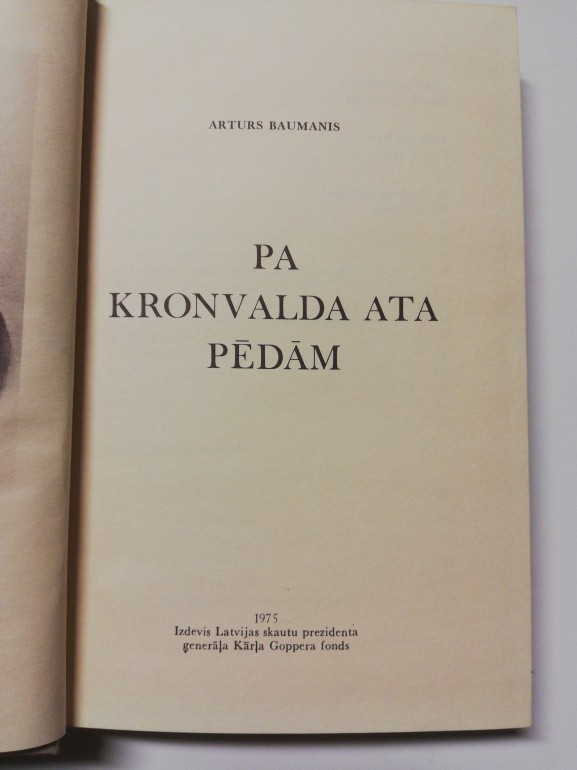 ARTURS BAUMANIS
PA
KRONVALDA ATA
PĒDĀM
1975
Izdevis Latvijas skautu prezidenta
ģenerāļa Kārļa Goppera fonds